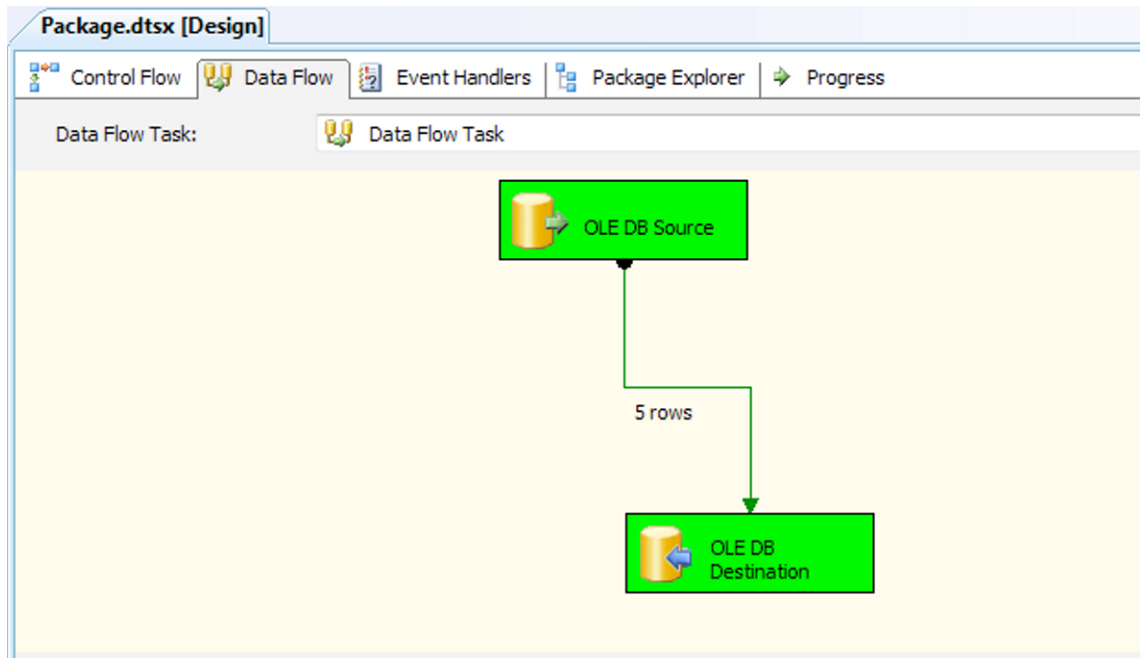 Package.dtsx [Design]
Control Flow Data Flow Event Handlers Package Explorer Progress
Data Flow Task: Data Flow Task
OLE DB Source
5 rows
OLE DB
Destination